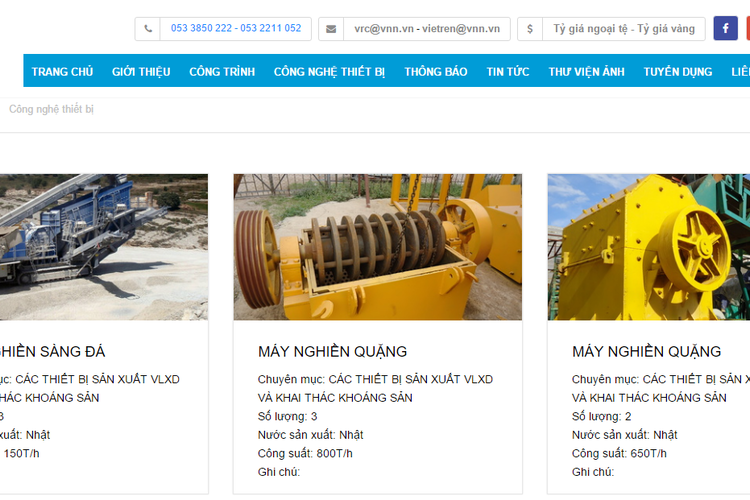 053 3850 222 - 053 2211 052
vrc@vnn.vn - vietren@vnn.vn
$ Tỷ giá ngoại tệ - Tỷ giá vàng
f
TRANG CHỦ GIỚI THIỆU CÔNG TRÌNH CÔNG NGHỆ THIẾT BỊ THÔNG BÁO TIN TỨC THƯ VIỆN ẢNH TUYỂN DỤNG LIÊ
Công nghệ thiết bị
GHIỀN SÀNG ĐÁ
ục: CÁC THIẾT BỊ SẢN XUẤT VLXD
THÁC KHOÁNG SẢN
3
xuất: Nhật
150T/h
MÁY NGHIỀN QUẶNG
Chuyên mục: CÁC THIẾT BỊ SẢN XUẤT VLXD
VÀ KHAI THÁC KHOÁNG SẢN
Số lượng: 3
Nước sản xuất: Nhật
Công suất: 800T/h
Ghi chú:
MÁY NGHIỀN QUẶNG
Chuyên mục: CÁC THIẾT BỊ SẢN X
VÀ KHAI THÁC KHOÁNG SẢN
Số lượng: 2
Nước sản xuất: Nhật
Công suất: 650T/h
Ghi chú: